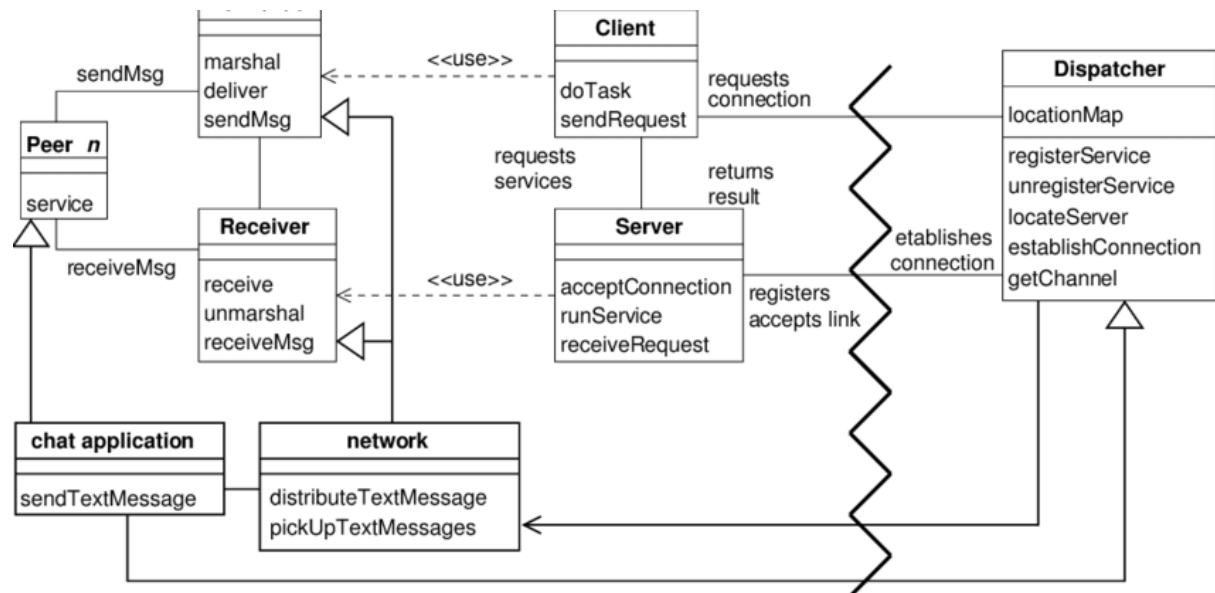 marshal
deliver
sendMsg
sendMsg
Peer n
service
receiveMsg
Receiver
receive
unmarshal
receiveMsg
<<use>>
<<use>>
Client
doTask
sendRequest
requests
connection
requests
services
returns
result
Server
acceptConnection
runService
receiveRequest
etablishes
connection
registers
accepts link
Dispatcher
locationMap
registerService
unregisterService
locateServer
establishConnection
getChannel
chat application
sendTextMessage
network
distributeTextMessage
pickUpTextMessages